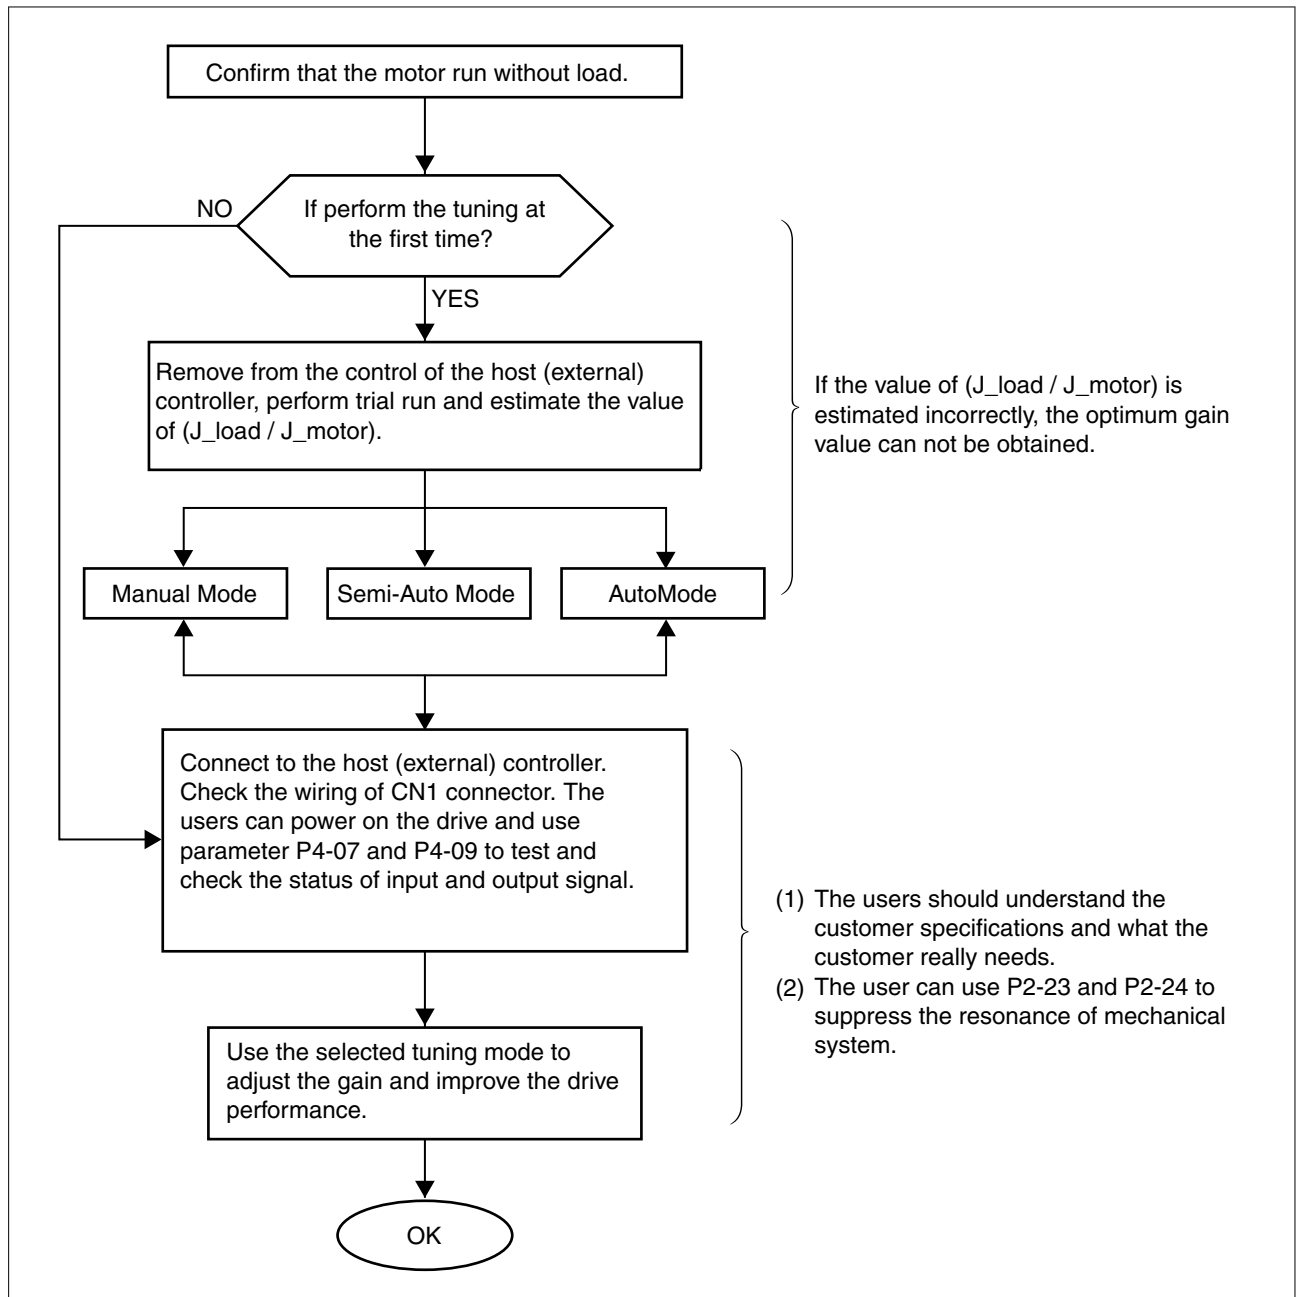 Confirm that the motor run without load.
NO
If perform the tuning at
the first time?
YES
Remove from the control of the host (external)
controller, perform trial run and estimate the value
of (J_load / J_motor).
If the value of (J_load / J_motor) is
estimated incorrectly, the optimum gain
value can not be obtained.
Manual Mode
Semi-Auto Mode
AutoMode
Connect to the host (external) controller.
Check the wiring of CN1 connector. The
users can power on the drive and use
parameter P4-07 and P4-09 to test and
check the status of input and output signal.
(1) The users should understand the
customer specifications and what the
customer really needs.
(2) The user can use P2-23 and P2-24 to
suppress the resonance of mechanical
system.
Use the selected tuning mode to
adjust the gain and improve the drive
performance.
OK